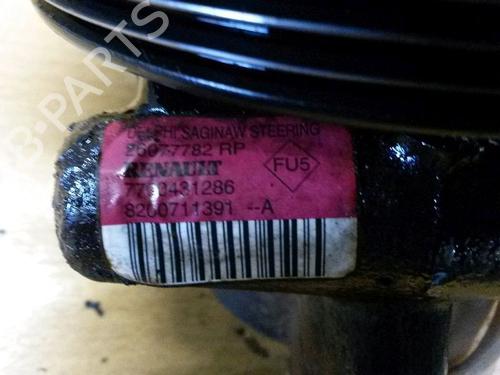 DELPHI SAGINAW STEERING
26077782 RP
RENAULT
FU5
7700431286
8200711391 --A
B-PARTS